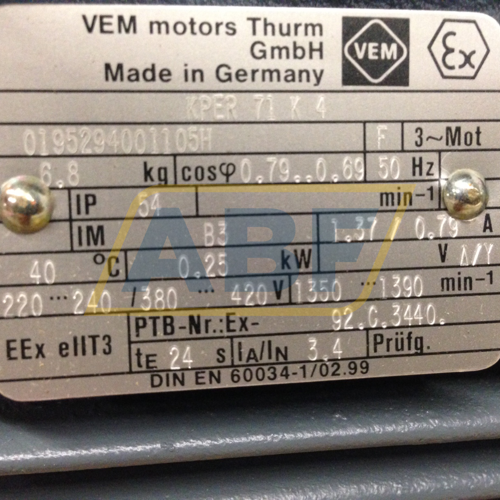 VEM motors Thurm
GmbH
Made in Germany
VEM
Ex
KPER 71 K 4
0195294001105H F 3~Mot
6.8 kg cosφ 0.79..0.69 50 Hz
IP 54 min-1
IM B3 1.37 0.79 A
40 °C 0.25 kW V Δ/Y
220 ... 240 /380 ... 420 V 1350 ... 1390 min-1
PTB-Nr.:Ex- 92.C.3440.
EEx eIIT3 tE 24 s IA/IN 3.4 Prüfg.
DIN EN 60034-1/02.99
ABF